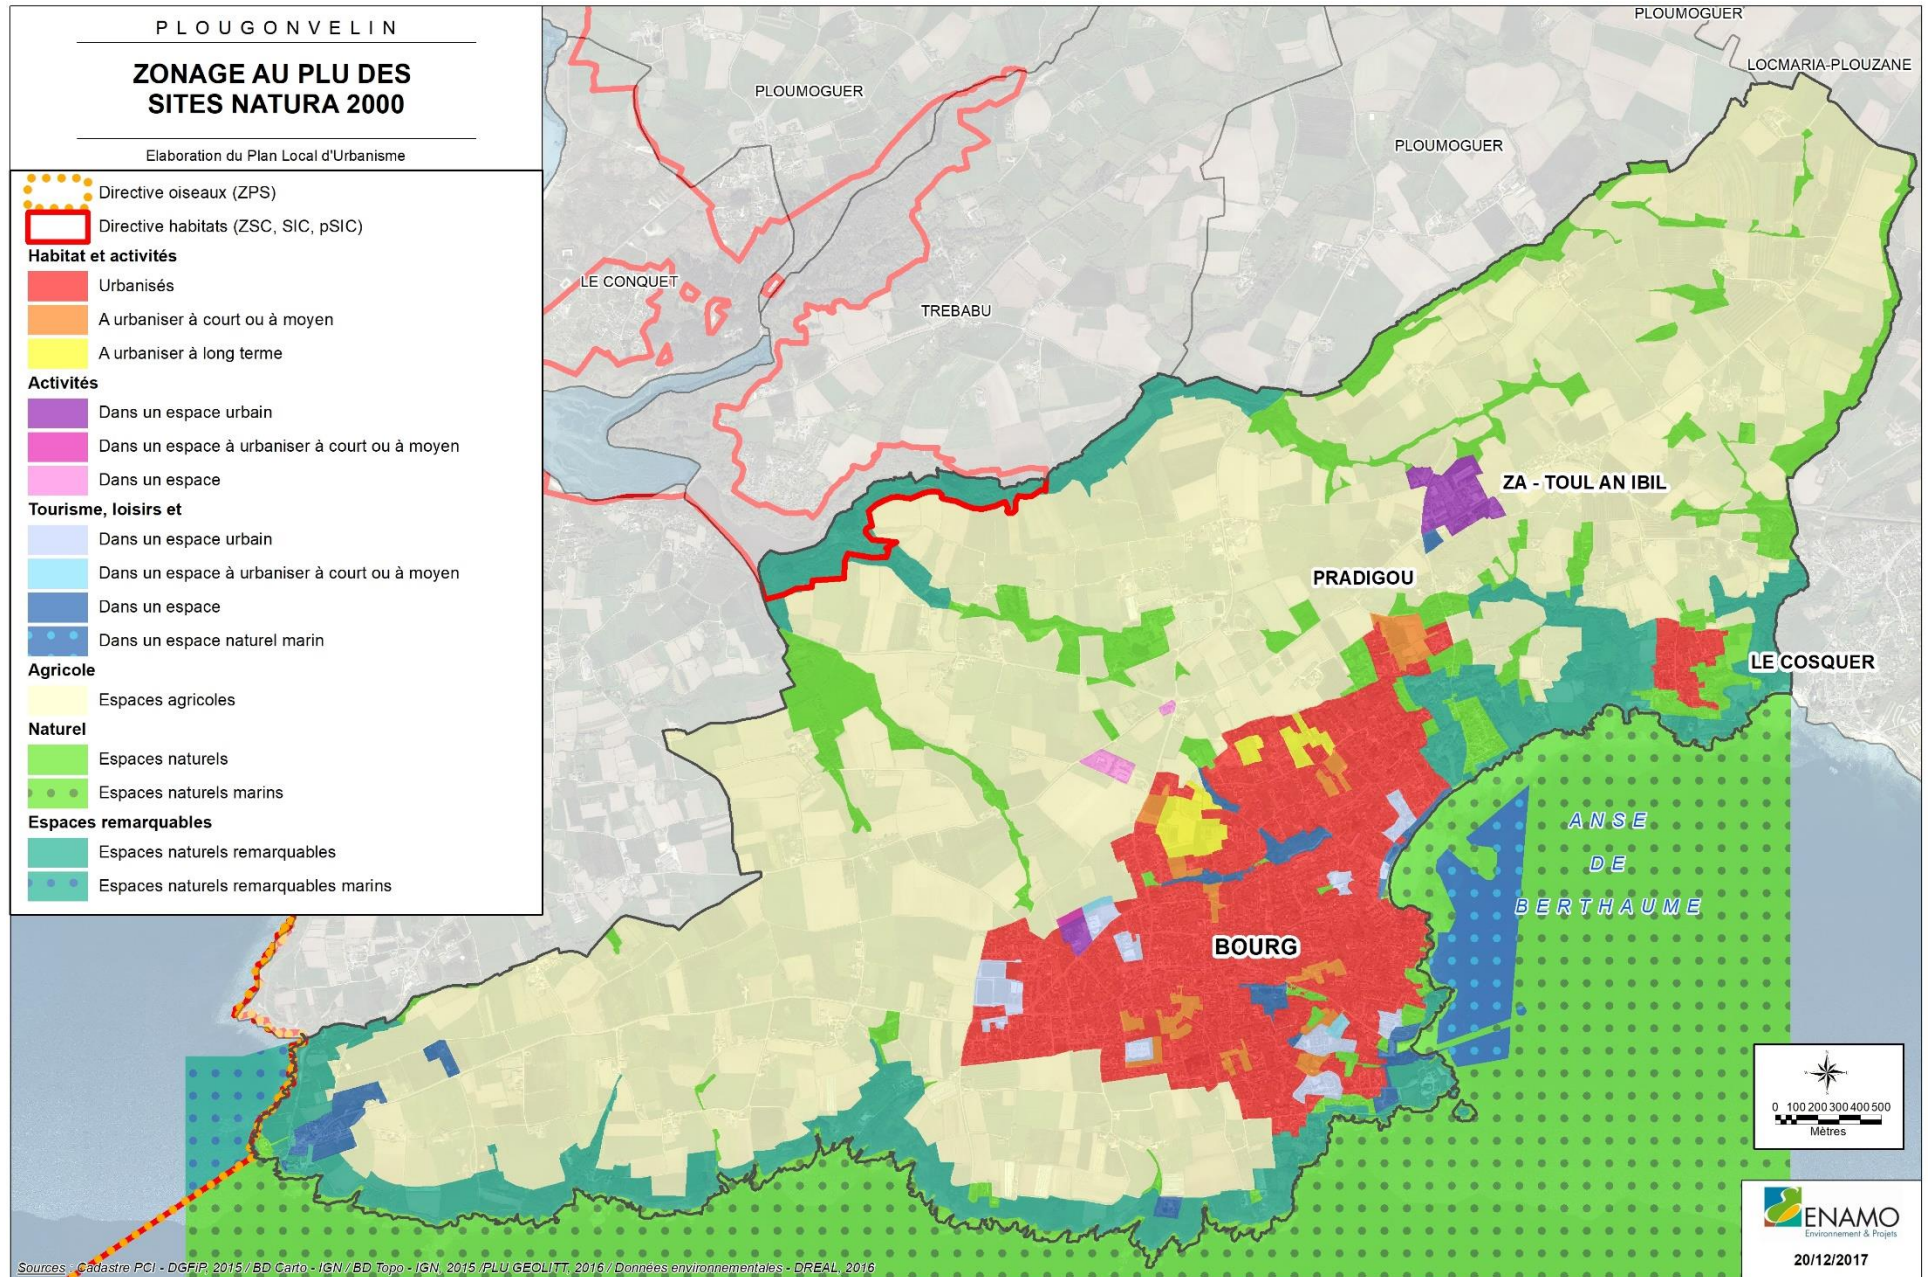 PLOUGONVELIN
ZONAGE AU PLU DES
SITES NATURA 2000
Elaboration du Plan Local d'Urbanisme
Directive oiseaux (ZPS)
Directive habitats (ZSC, SIC, pSIC)
Habitat et activités
Urbanisés
A urbaniser à court ou à moyen
A urbaniser à long terme
Activités
Dans un espace urbain
Dans un espace à urbaniser à court ou à moyen
Dans un espace
Tourisme, loisirs et
Dans un espace urbain
Dans un espace à urbaniser à court ou à moyen
Dans un espace
Dans un espace naturel marin
Agricole
Espaces agricoles
Naturel
Espaces naturels
Espaces naturels marins
Espaces remarquables
Espaces naturels remarquables
Espaces naturels remarquables marins
PLOUMOGUER
LOCMARIA-PLOUZANE
PLOUMOGUER
PLOUMOGUER
LE CONQUET
TREBABU
ZA - TOUL AN IBIL
PRADIGOU
LE COSQUER
ANSE
DE
BERTHAUME
BOURG
0 100 200 300 400 500
Mètres
ENAMO
Environnement & Projets
20/12/2017
Sources : Cadastre PCI - DGFiP, 2015 / BD Carto - IGN / BD Topo - IGN, 2015 /PLU GEOLITT, 2016 / Données environnementales - DREAL, 2016